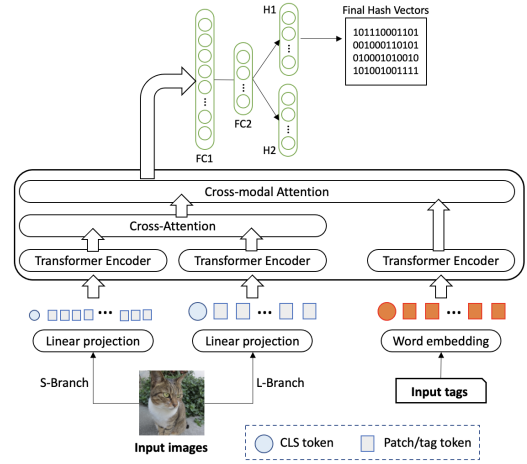 H1
Final Hash Vectors
101110001101
001000110101
010001010010
101001001111
FC1
FC2
H2
Cross-modal Attention
Cross-Attention
Transformer Encoder
Transformer Encoder
Transformer Encoder
Linear projection
Linear projection
Word embedding
S-Branch
L-Branch
Input tags
Input images
CLS token
Patch/tag token